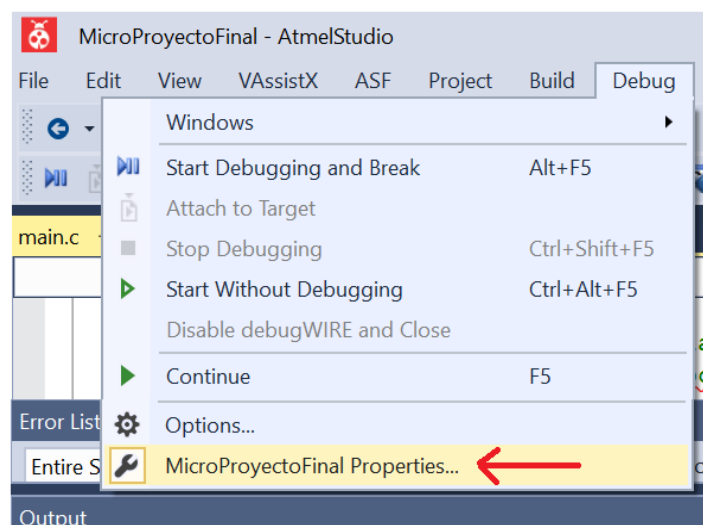 MicroProyectoFinal - AtmelStudio
File Edit View VAssistX ASF Project Build Debug
Windows
Start Debugging and Break Alt+F5
Attach to Target
main.c
Stop Debugging Ctrl+Shift+F5
Start Without Debugging Ctrl+Alt+F5
Disable debugWIRE and Close
Continue F5
Error List
Options...
Entire S
MicroProyectoFinal Properties...
Output